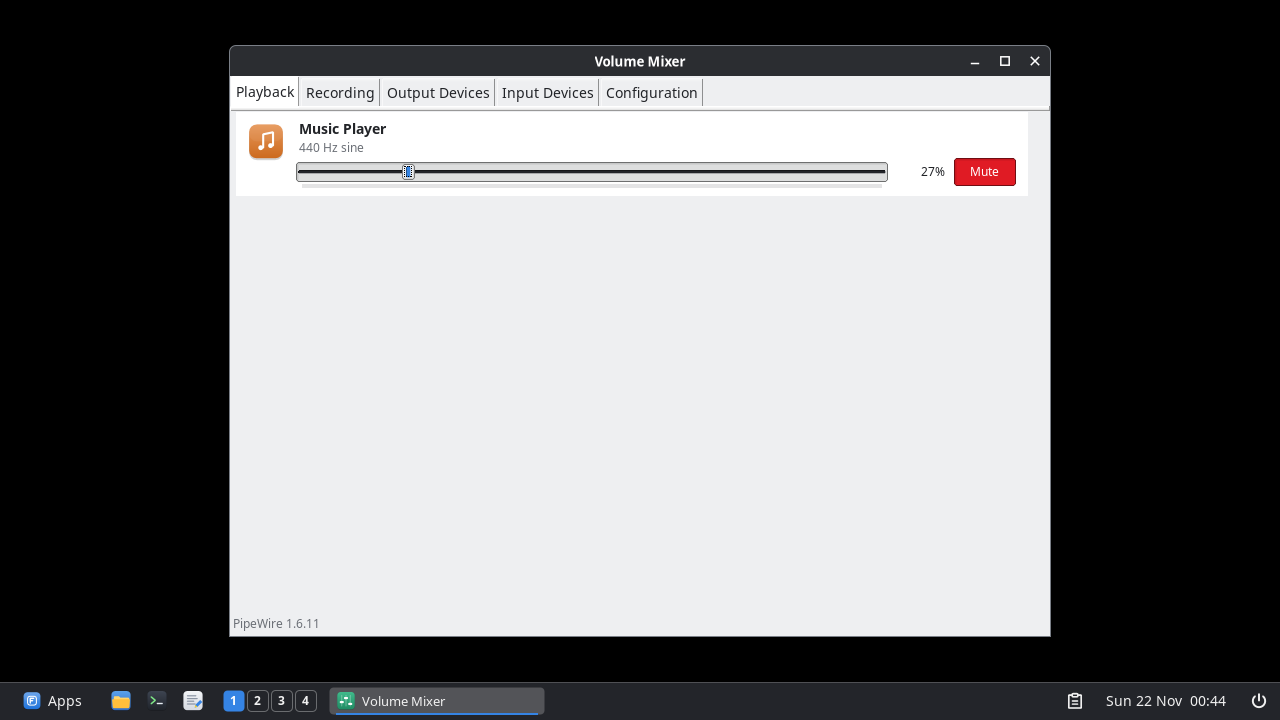 Volume Mixer
Playback Recording Output Devices Input Devices Configuration
Music Player
440 Hz sine
27% Mute
PipeWire 1.6.11
Apps 1 2 3 4 Volume Mixer Sun 22 Nov 00:44